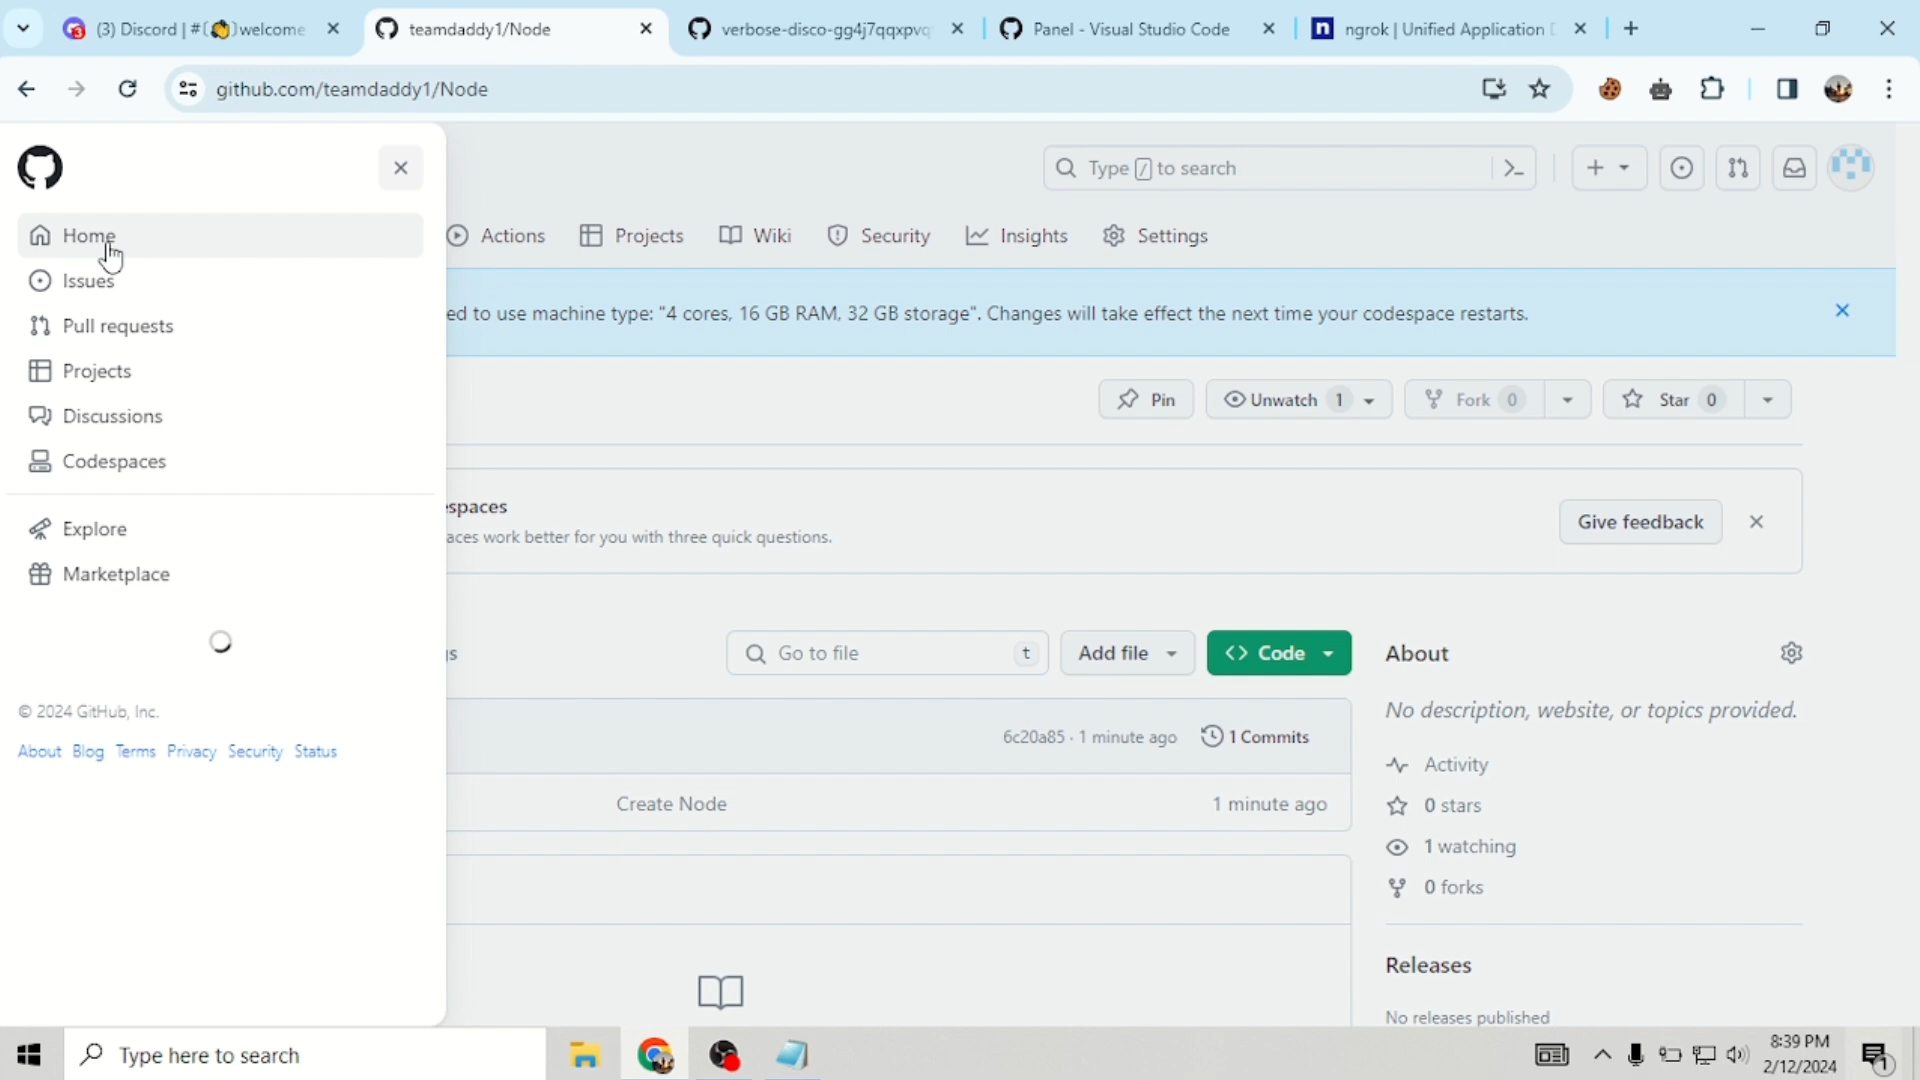 (3) Discord | #(👏)welcome
teamdaddy1/Node
verbose-disco-gg4j7qqxpvq
Panel - Visual Studio Code
ngrok | Unified Application
github.com/teamdaddy1/Node
Type / to search
Home
Issues
Pull requests
Projects
Discussions
Codespaces
Explore
Marketplace
© 2024 GitHub, Inc.
About Blog Terms Privacy Security Status
Actions
Projects
Wiki
Security
Insights
Settings
ed to use machine type: "4 cores, 16 GB RAM, 32 GB storage". Changes will take effect the next time your codespace restarts.
Pin
Unwatch 1
Fork 0
Star 0
espaces
aces work better for you with three quick questions.
Give feedback
gs
Go to file t
Add file
<> Code
6c20a85 · 1 minute ago
1 Commits
Create Node
1 minute ago
About
No description, website, or topics provided.
Activity
0 stars
1 watching
0 forks
Releases
No releases published
Type here to search
8:39 PM
2/12/2024
1